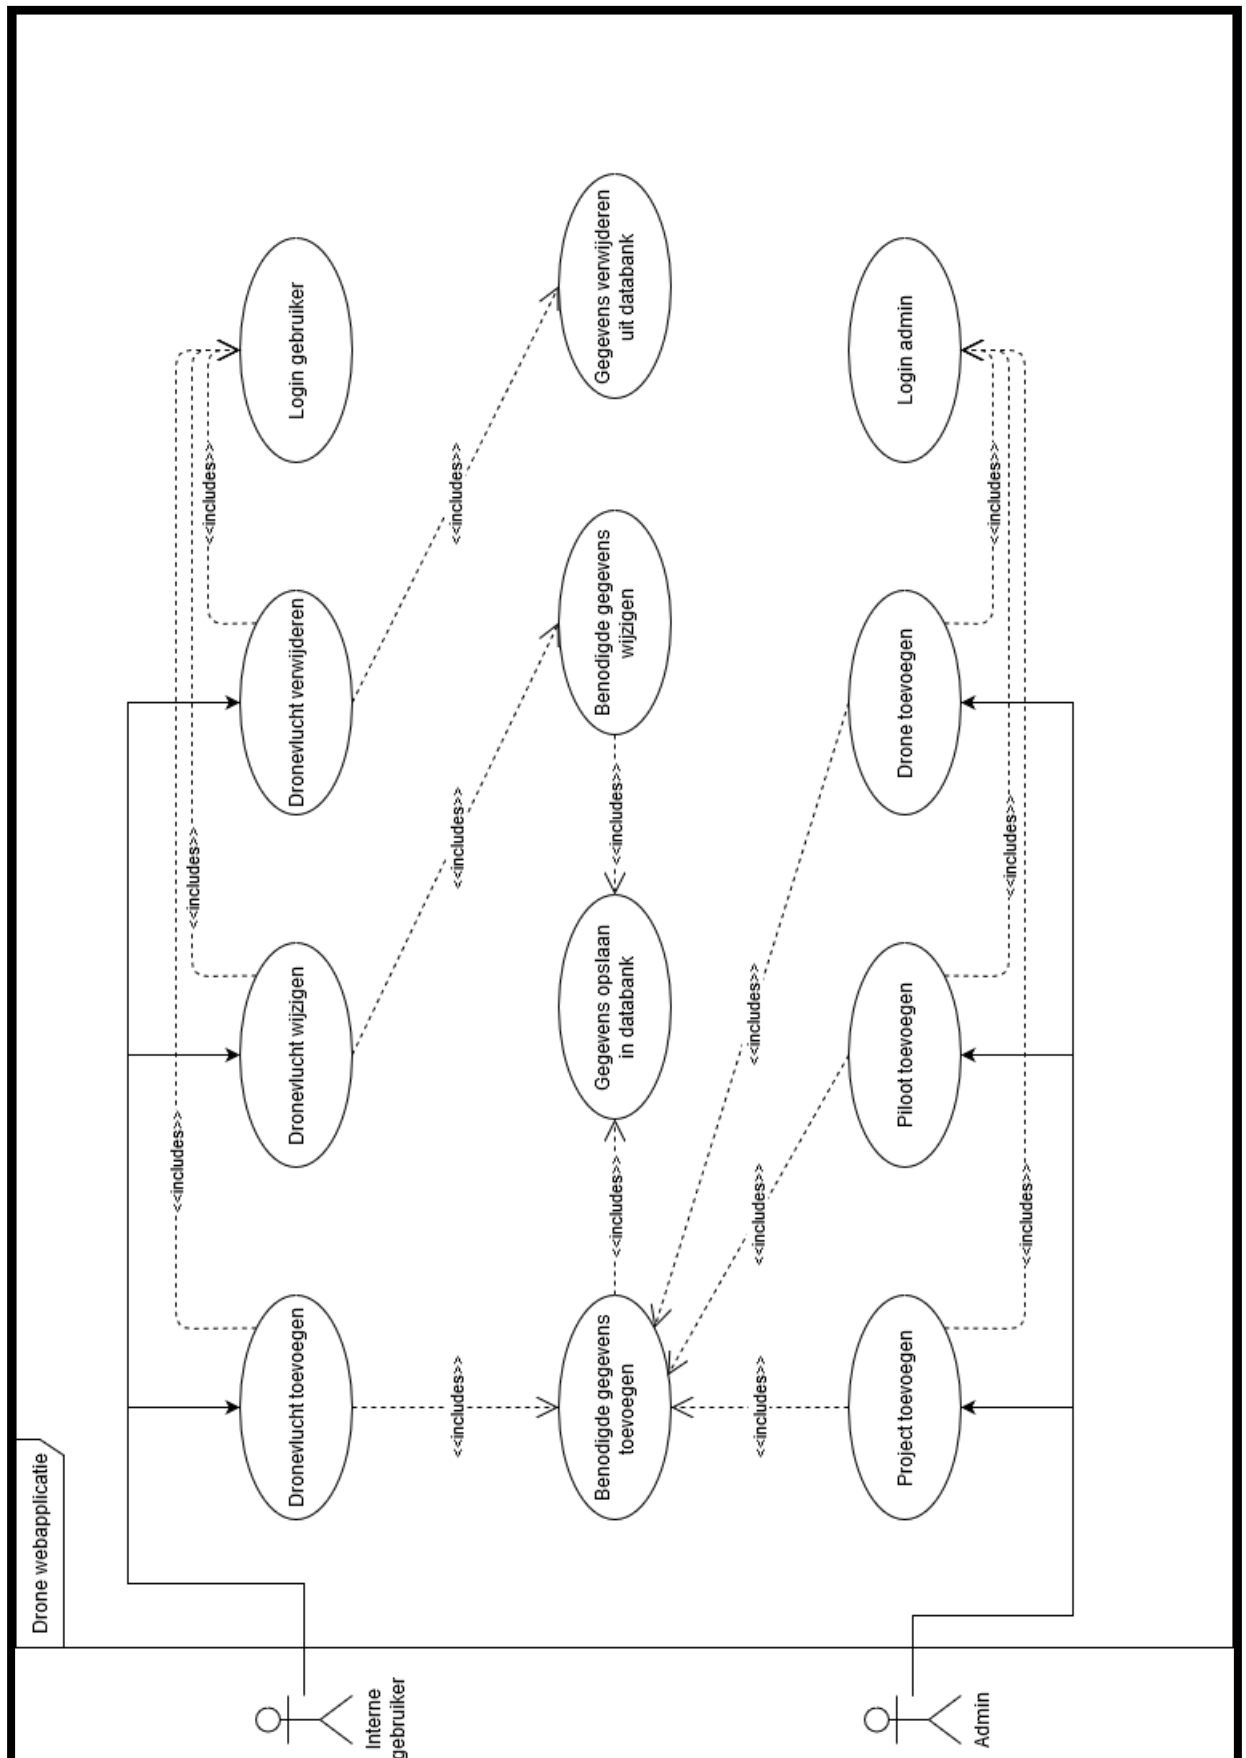 Drone webapplicatie
Interne
gebruiker
Dronevlucht toevoegen
Dronevlucht wijzigen
Dronevlucht verwijderen
Login gebruiker
<<includes>>
<<includes>>
<<includes>>
<<includes>>
<<includes>>
<<includes>>
Benodigde gegevens
toevoegen
<<includes>>
Gegevens opslaan
in databank
<<includes>>
Benodigde gegevens
wijzigen
Gegevens verwijderen
uit databank
<<includes>>
<<includes>>
<<includes>>
Admin
Project toevoegen
Piloot toevoegen
Drone toevoegen
Login admin
<<includes>>
<<includes>>
<<includes>>